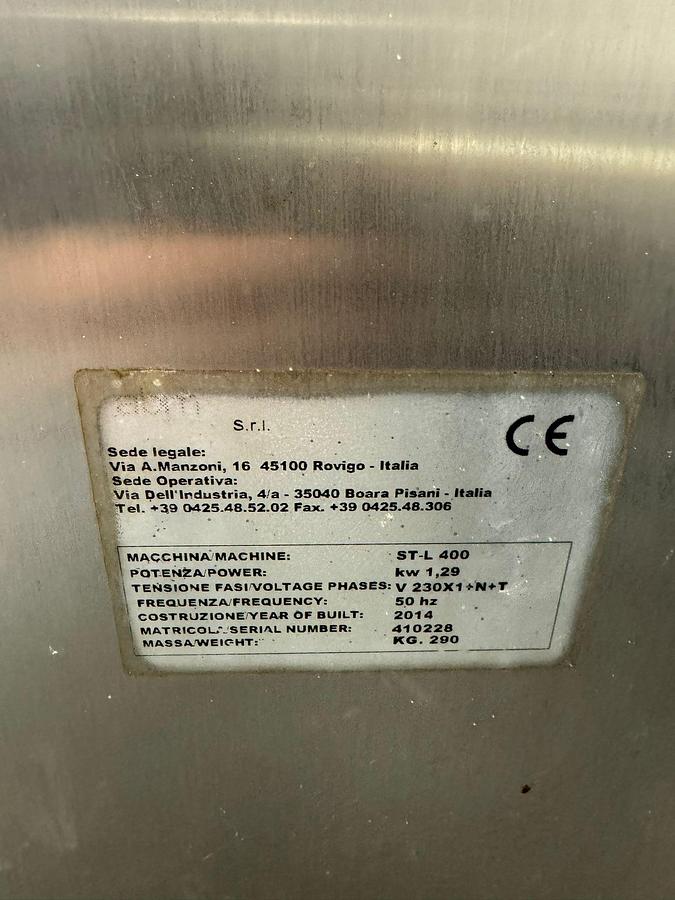 S.r.l.
CE
Sede legale:
Via A.Manzoni, 16 45100 Rovigo - Italia
Sede Operativa:
Via Dell'Industria, 4/a - 35040 Boara Pisani - Italia
Tel. +39 0425.48.52.02 Fax. +39 0425.48.306
MACCHINA/MACHINE: ST-L 400
POTENZA/POWER: kw 1,29
TENSIONE FASI/VOLTAGE PHASES: V 230X1+N+T
FREQUENZA/FREQUENCY: 50 hz
COSTRUZIONE/YEAR OF BUILT: 2014
MATRICOLA/SERIAL NUMBER: 410228
MASSA/WEIGHT: KG. 290